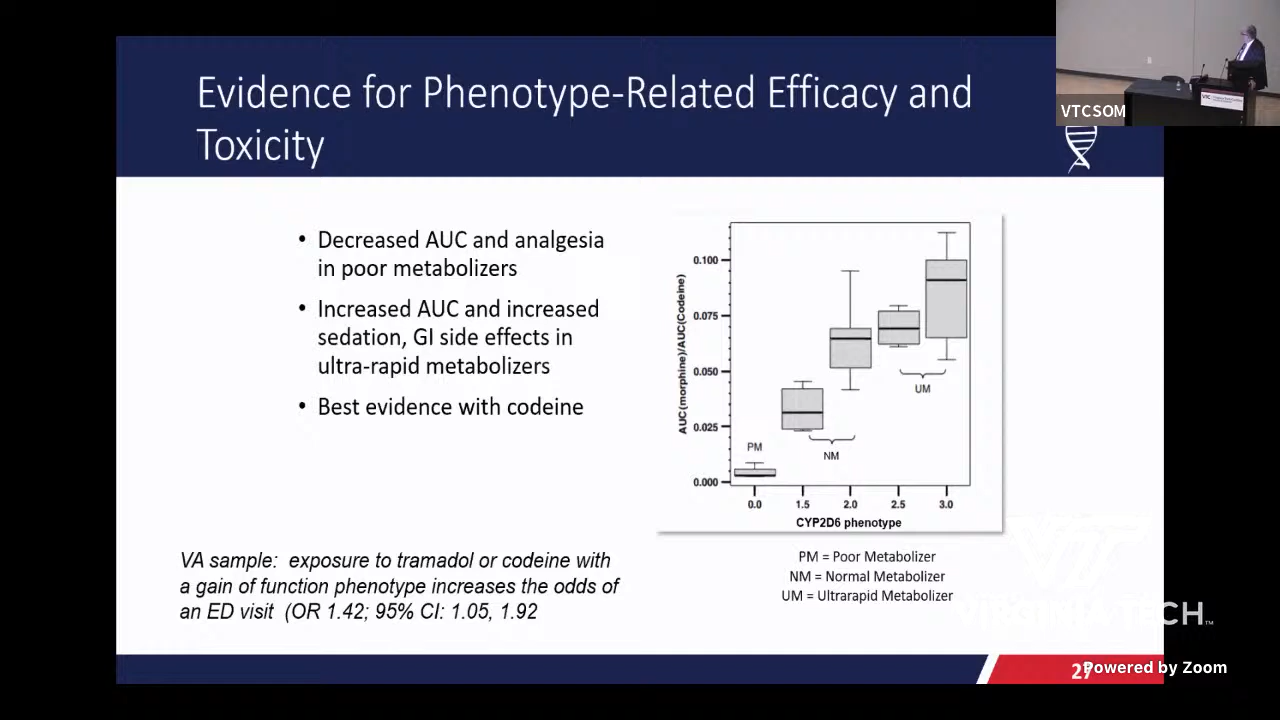 Evidence for Phenotype-Related Efficacy and
Toxicity
VTCSOM
• Decreased AUC and analgesia
in poor metabolizers
• Increased AUC and increased
sedation, GI side effects in
ultra-rapid metabolizers
• Best evidence with codeine
VA sample: exposure to tramadol or codeine with
a gain of function phenotype increases the odds of
an ED visit (OR 1.42; 95% CI: 1.05, 1.92
AUC(morphine)/AUC(Codeine)
0.100
0.075
0.050
0.025
0.000
PM
NM
UM
0.0 1.5 2.0 2.5 3.0
CYP2D6 phenotype
PM = Poor Metabolizer
NM = Normal Metabolizer
UM = Ultrarapid Metabolizer
VIRGINIA TECH™
27
Powered by Zoom